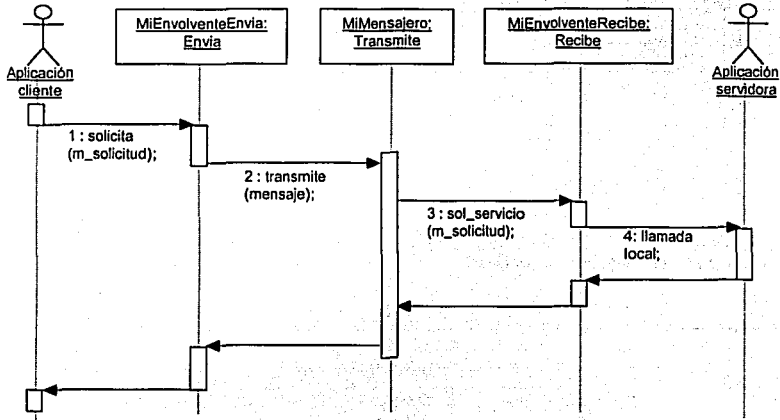 MiEnvolventeEnvia:
Envia
MiMensajero;
Transmite
MiEnvolventeRecibe:
Recibe
Aplicación
cliente
Aplicación
servidora
1 : solicita
(m_solicitud);
2 : transmite
(mensaje);
3 : sol_servicio
(m_solicitud);
4: llamada
local;